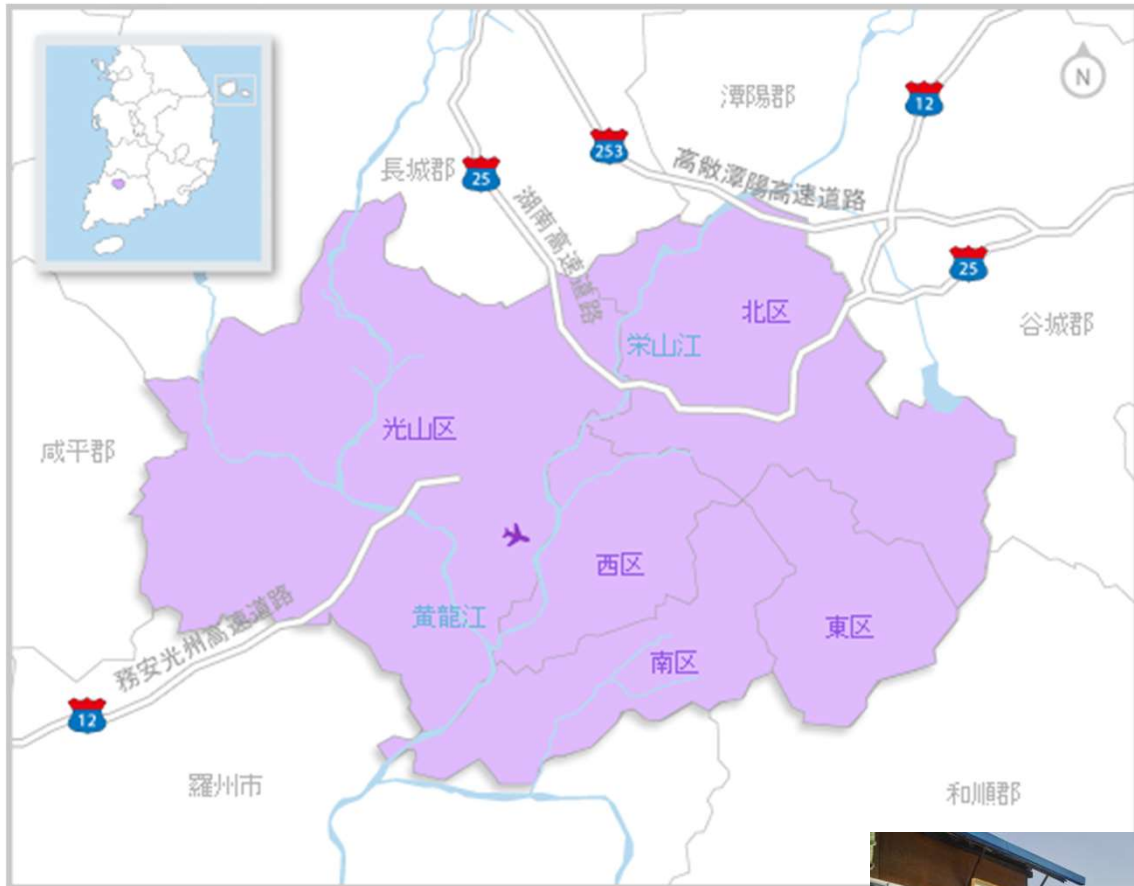 N
12
潭陽郡
253
長城郡
25
高敞潭陽高速道路
湖南高速道路
25
北区
谷城郡
栄山江
光山区
咸平郡
西区
黄龍江
東区
務安光州高速道路
南区
12
羅州市
和順郡